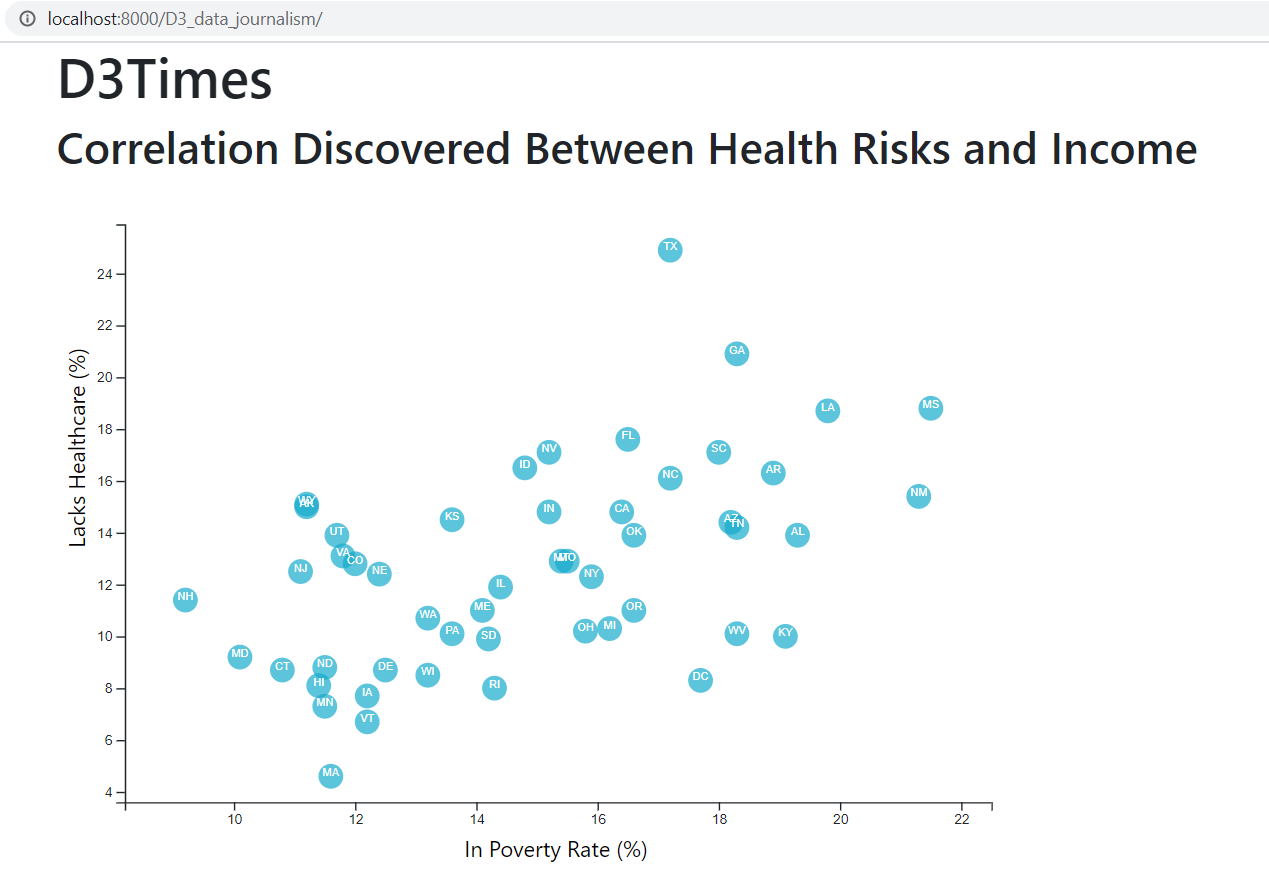 localhost:8000/D3_data_journalism/
D3Times
Correlation Discovered Between Health Risks and Income
TX
24
22
GA
20
LA
MS
18
FL
NV
SC
ID
NC
AR
16
NM
WY
AK
IN
CA
KS
AZ
TN
14
UT
OK
AL
VA
CO
MO
NJ
NE
NY
12
IL
NH
ME
OR
WA
PA
SD
OH
MI
WV
KY
10
MD
CT
ND
DE
WI
HI
RI
DC
8
IA
MN
VT
6
MA
4
Lacks Healthcare (%)
10
12
14
16
18
20
22
In Poverty Rate (%)